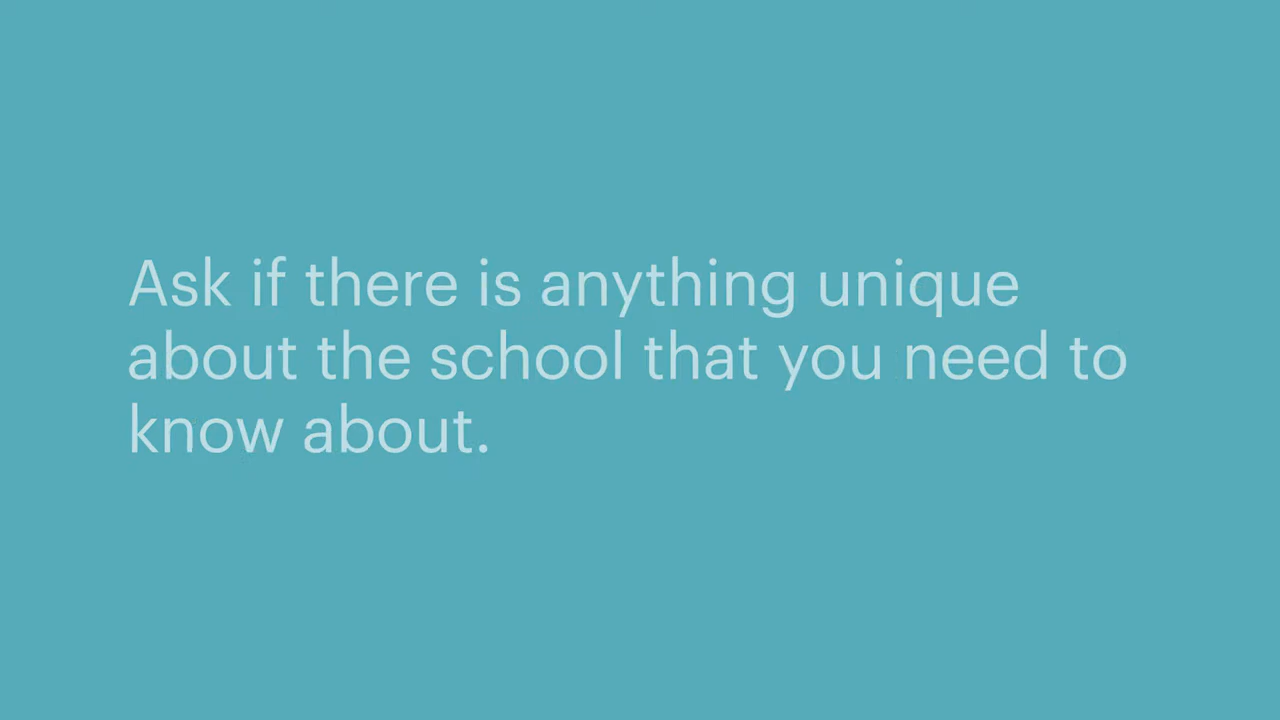 Ask if there is anything unique
about the school that you need to
know about.